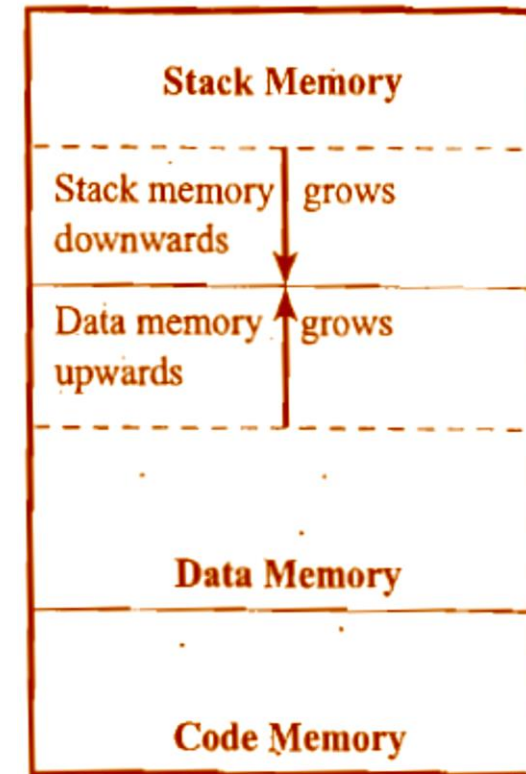 Stack Memory
Stack memory grows
downwards
Data memory grows
upwards
Data Memory
Code Memory